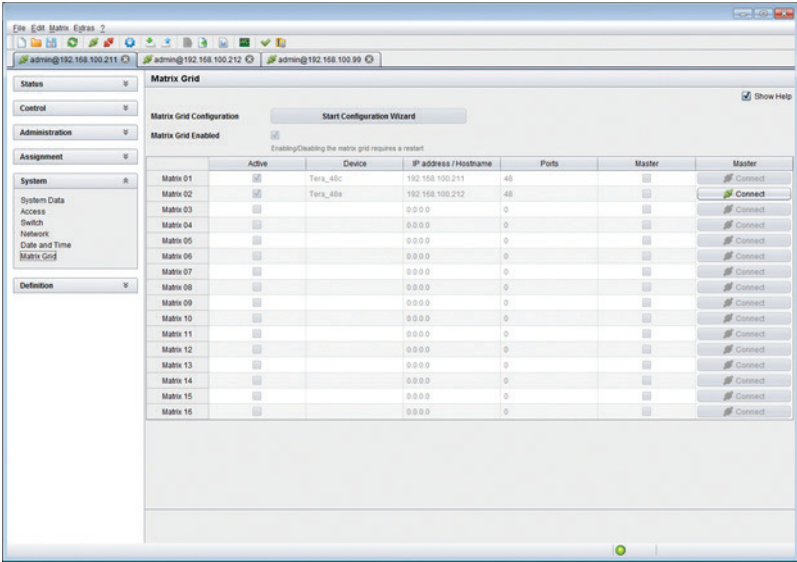 File Edit Matrix Extras ?
admin@192.168.100.211 admin@192.168.100.212 admin@192.168.100.99
Status
Control
Administration
Assignment
System
System Data
Access
Switch
Network
Date and Time
Matrix Grid
Definition
Matrix Grid
Show Help
Matrix Grid Configuration Start Configuration Wizard
Matrix Grid Enabled
Enabling/Disabling the matrix grid requires a restart
Active Device IP address / Hostname Ports Master Master
Matrix 01 Tera_48c 192.168.100.211 48 Connect
Matrix 02 Tera_48e 192.168.100.212 48 Connect
Matrix 03 0.0.0.0 0 Connect
Matrix 04 0.0.0.0 0 Connect
Matrix 05 0.0.0.0 0 Connect
Matrix 06 0.0.0.0 0 Connect
Matrix 07 0.0.0.0 0 Connect
Matrix 08 0.0.0.0 0 Connect
Matrix 09 0.0.0.0 0 Connect
Matrix 10 0.0.0.0 0 Connect
Matrix 11 0.0.0.0 0 Connect
Matrix 12 0.0.0.0 0 Connect
Matrix 13 0.0.0.0 0 Connect
Matrix 14 0.0.0.0 0 Connect
Matrix 15 0.0.0.0 0 Connect
Matrix 16 0.0.0.0 0 Connect